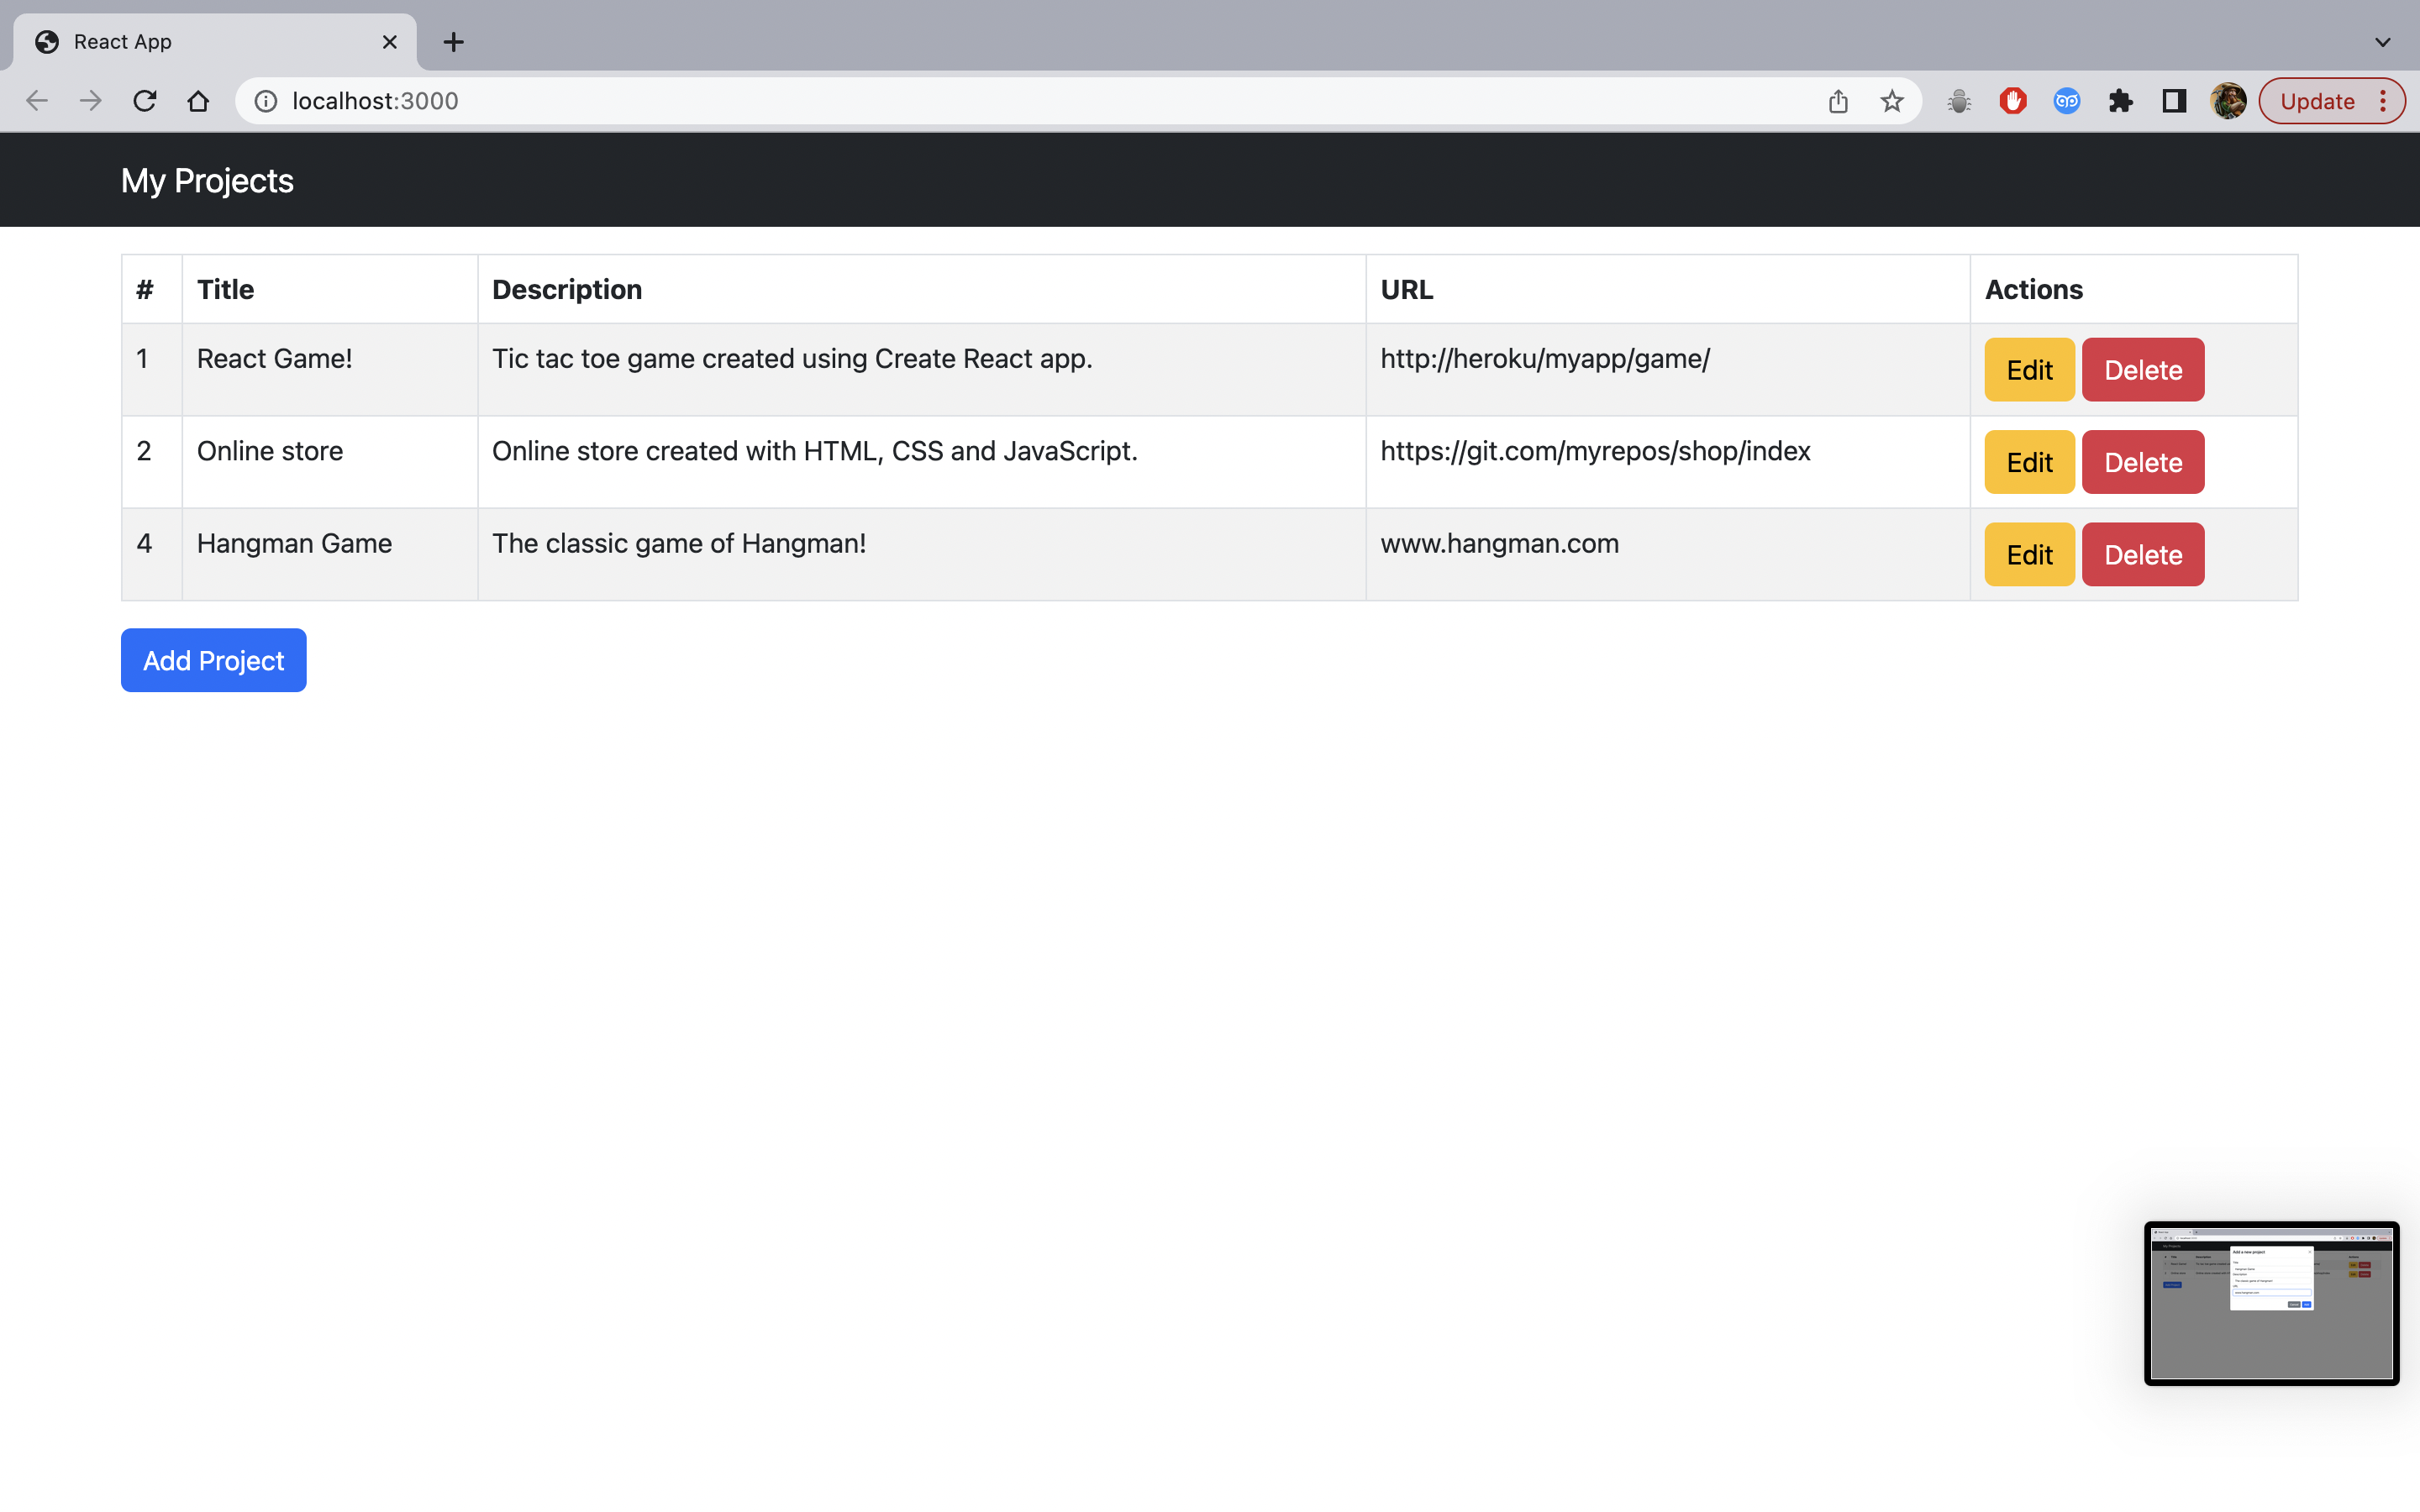 React App
localhost:3000
Update
My Projects
# Title Description URL Actions
1 React Game! Tic tac toe game created using Create React app. http://heroku/myapp/game/ Edit Delete
2 Online store Online store created with HTML, CSS and JavaScript. https://git.com/myrepos/shop/index Edit Delete
4 Hangman Game The classic game of Hangman! www.hangman.com Edit Delete
Add Project
Add a new project